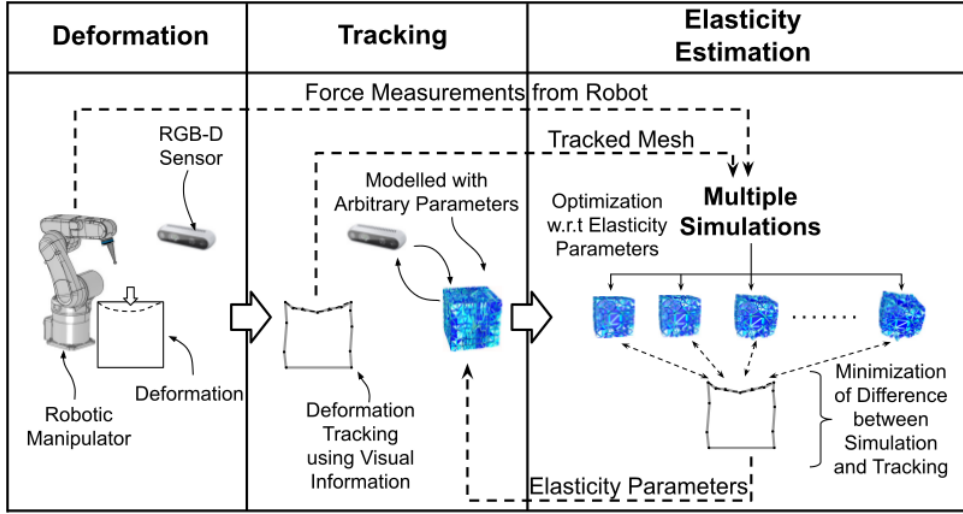 Deformation
Tracking
Elasticity
Estimation
Force Measurements from Robot
RGB-D
Sensor
Tracked Mesh
Modelled with
Arbitrary Parameters
Optimization
w.r.t Elasticity
Parameters
Multiple
Simulations
Deformation
Robotic
Manipulator
Deformation
Tracking
using Visual
Information
Minimization
of Difference
between
Simulation
and Tracking
Elasticity Parameters